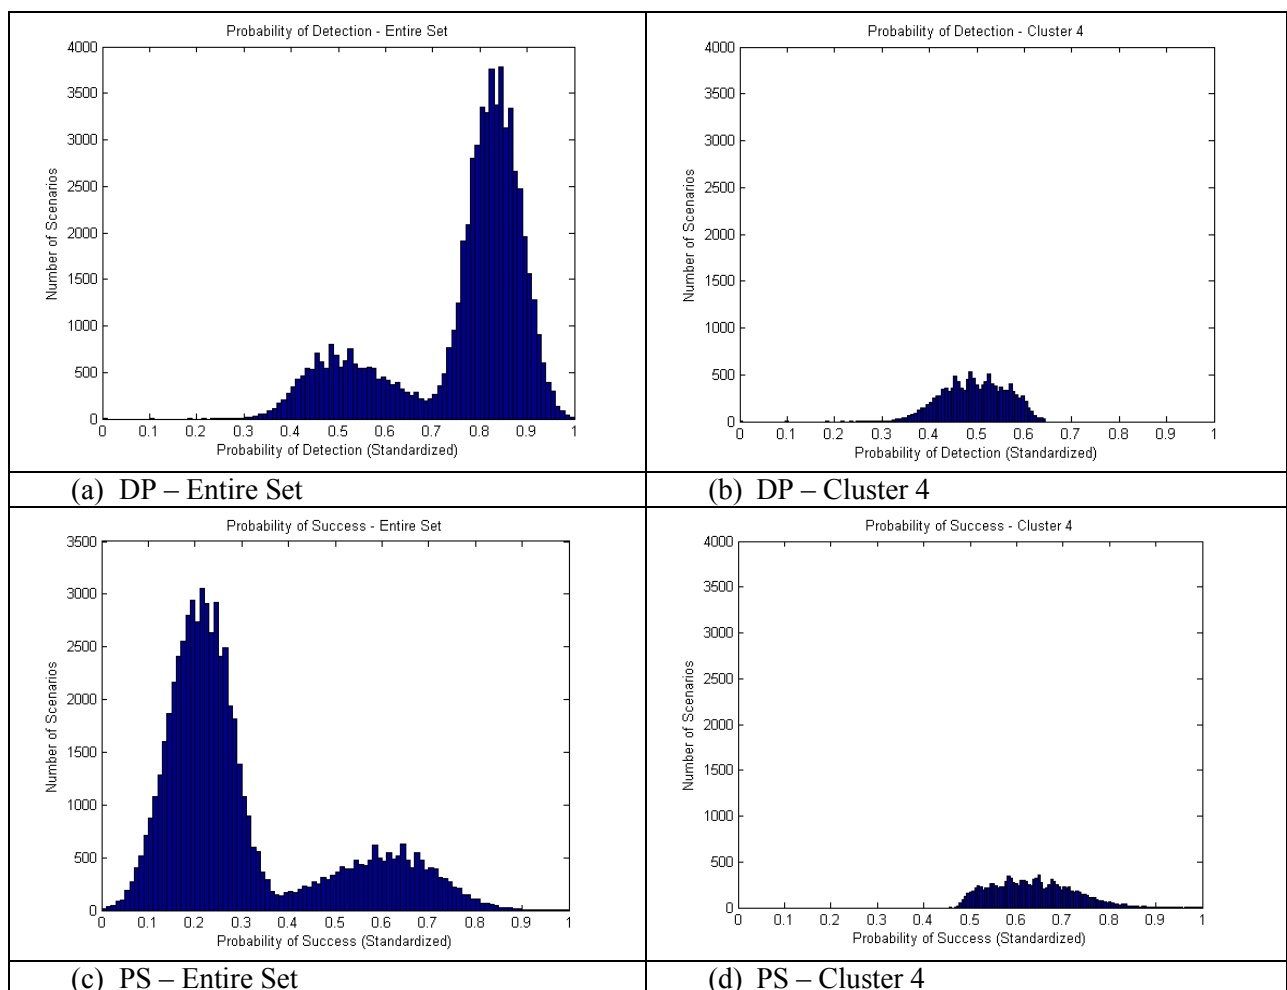 Probability of Detection - Entire Set
4000
3500
3000
2500
2000
1500
1000
500
0
Number of Scenarios
0 0.1 0.2 0.3 0.4 0.5 0.6 0.7 0.8 0.9 1
Probability of Detection (Standardized)
(a) DP – Entire Set
Probability of Detection - Cluster 4
4000
3500
3000
2500
2000
1500
1000
500
0
Number of Scenarios
0 0.1 0.2 0.3 0.4 0.5 0.6 0.7 0.8 0.9 1
Probability of Detection (Standardized)
(b) DP – Cluster 4
Probability of Success - Entire Set
3500
3000
2500
2000
1500
1000
500
0
Number of Scenarios
0 0.1 0.2 0.3 0.4 0.5 0.6 0.7 0.8 0.9 1
Probability of Success (Standardized)
(c) PS – Entire Set
Probability of Success - Cluster 4
4000
3500
3000
2500
2000
1500
1000
500
0
Number of Scenarios
0 0.1 0.2 0.3 0.4 0.5 0.6 0.7 0.8 0.9 1
Probability of Success (Standardized)
(d) PS – Cluster 4